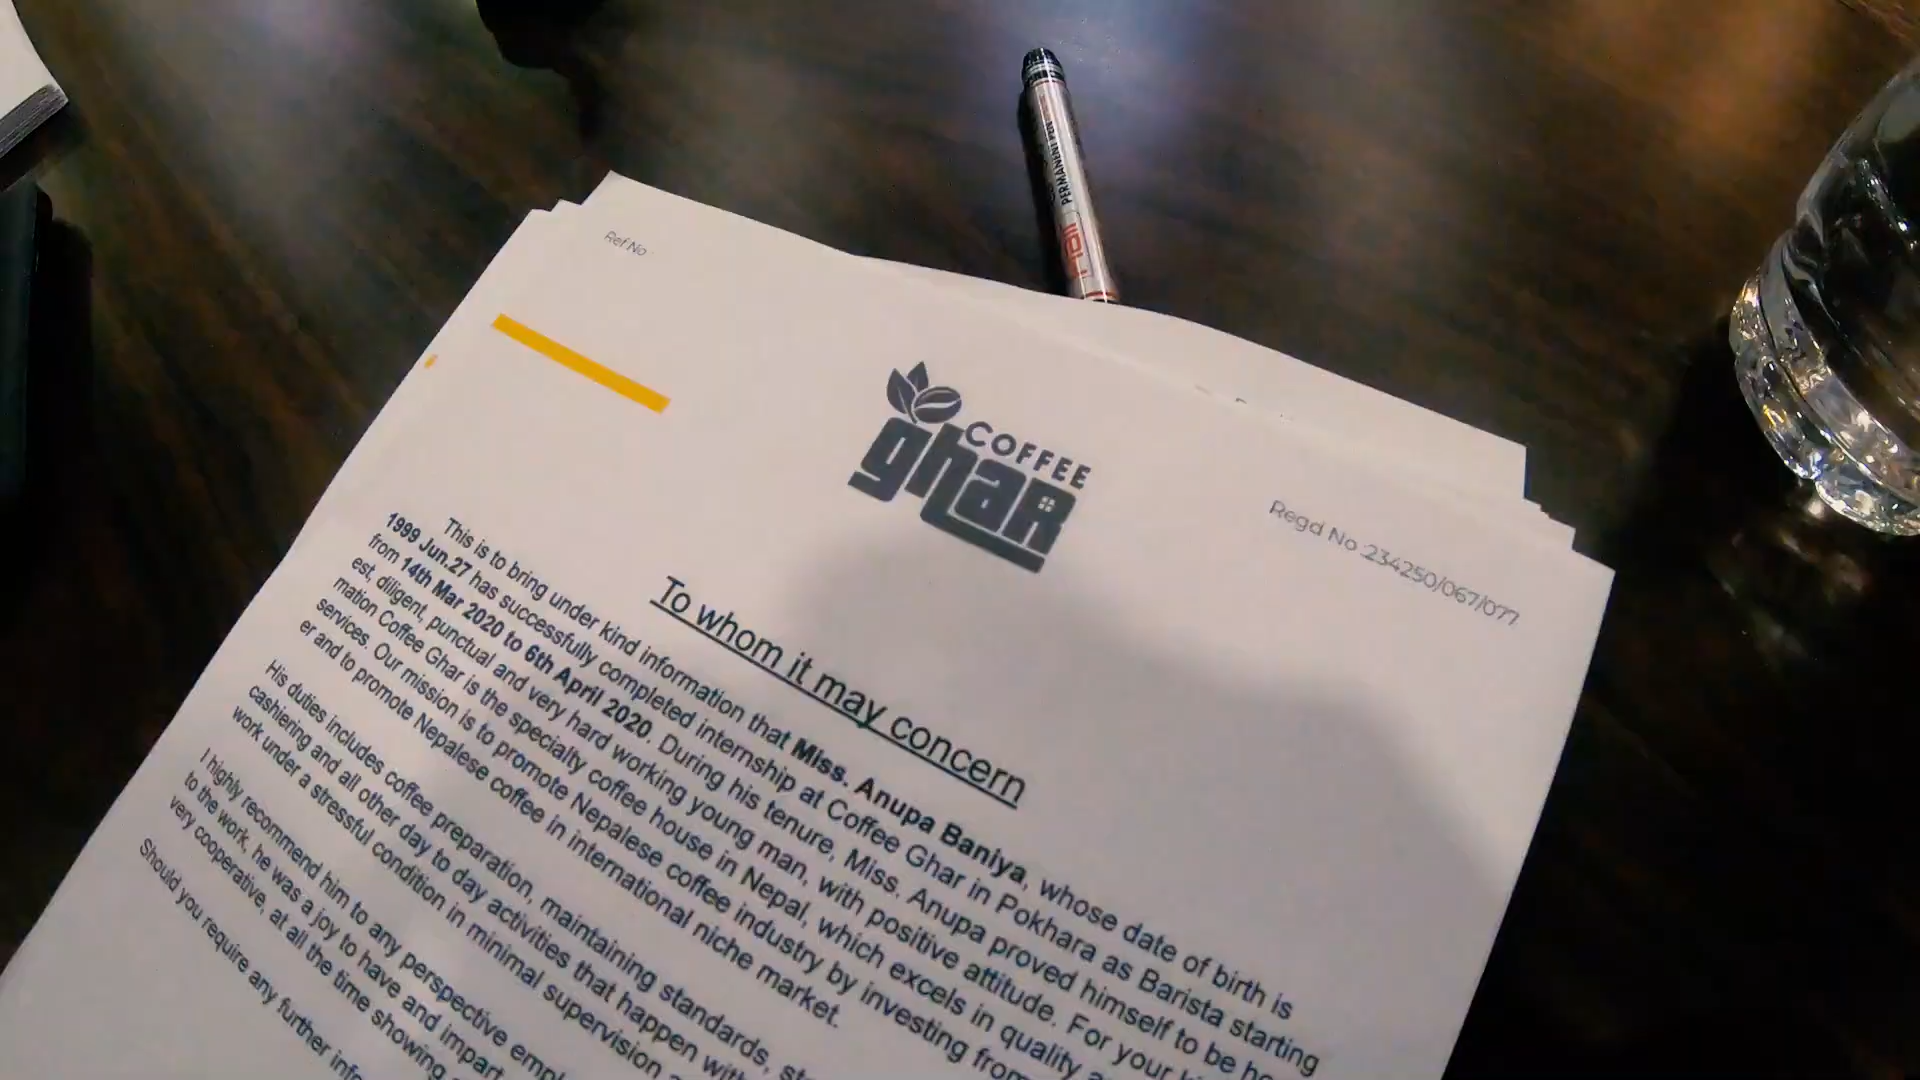 PERMANENT PEN
Ref No
COFFEE
ghar
Regd No :234250/067/077
To whom it may concern
This is to bring under kind information that Miss. Anupa Baniya, whose date of birth is
1999 Jun.27 has successfully completed internship at Coffee Ghar in Pokhara as Barista starting
from 14th Mar 2020 to 6th April 2020. During his tenure, Miss. Anupa proved himself to be
est, diligent, punctual and very hard working young man, with positive attitude. For your
mation Coffee Ghar is the specialty coffee house in Nepal, which excels in quality
services. Our mission is to promote Nepalese coffee industry by investing from
er and to promote Nepalese coffee in international niche market.
His duties includes coffee preparation, maintaining standards,
cashiering and all other day to day activities that happen
work under a stressful condition in minimal supervision
I highly recommend him to any perspective
to the work, he was a joy to have and
very cooperative, at all the time showing
Should you require any further